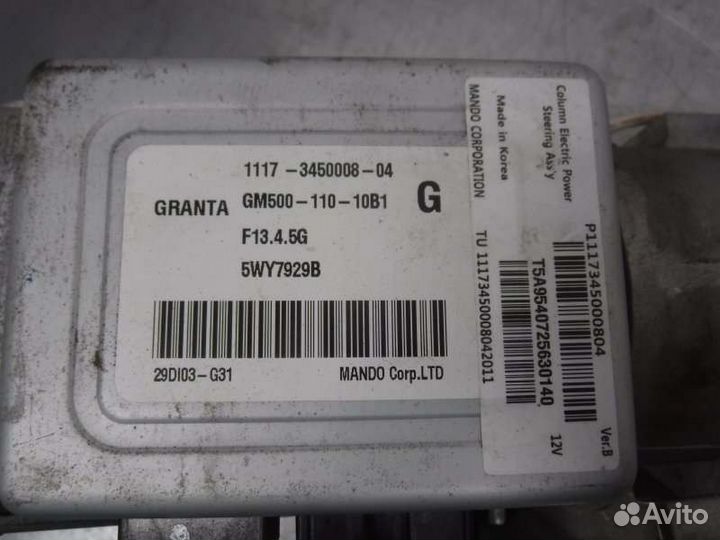 1117 -3450008-04
GRANTA
GM500-110-10B1
G
F13.4.5G
5WY7929B
29DI03-G31
MANDO Corp.LTD
Column Electric Power
Steering Ass'y
Made in Korea
MANDO CORPORATION
P11173450000804
T5A9540725630140
TU 11173450008042011
Ver.B
12V
Avito